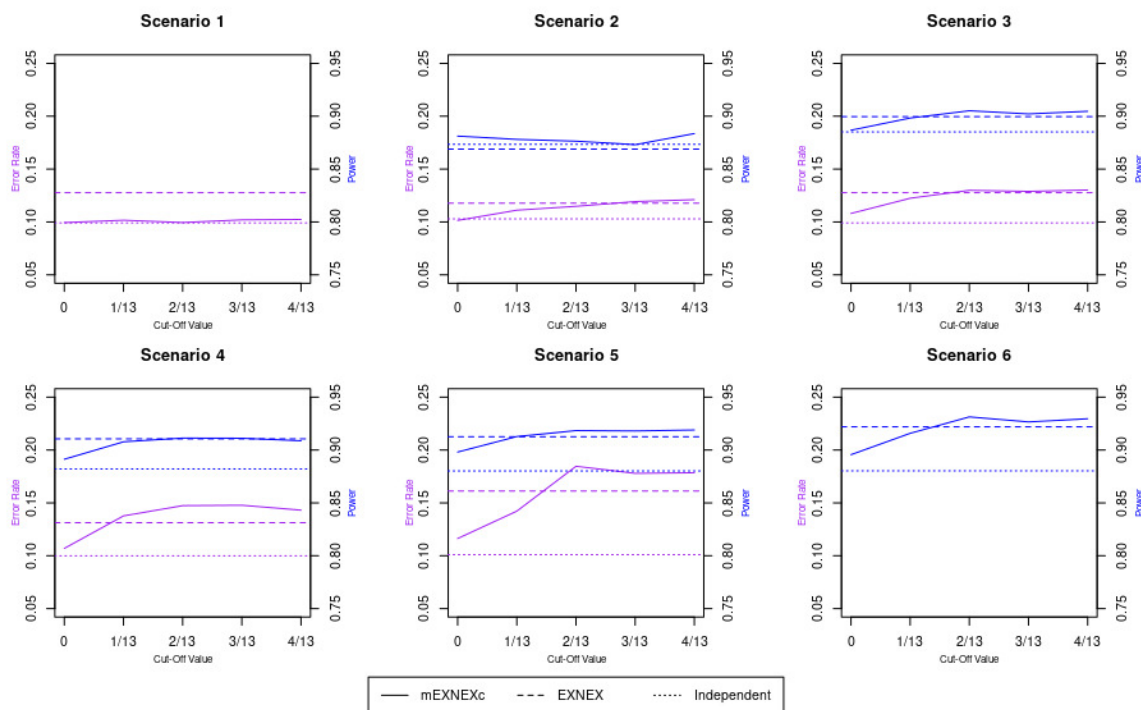 Scenario 1
Scenario 2
Scenario 3
0.25
0.20
0.15
0.10
0.05
Error Rate
0.95
0.90
0.85
0.80
0.75
Power
0 1/13 2/13 3/13 4/13
Cut-Off Value
0.25
0.20
0.15
0.10
0.05
Error Rate
0.95
0.90
0.85
0.80
0.75
Power
0 1/13 2/13 3/13 4/13
Cut-Off Value
0.25
0.20
0.15
0.10
0.05
Error Rate
0.95
0.90
0.85
0.80
0.75
Power
0 1/13 2/13 3/13 4/13
Cut-Off Value
Scenario 4
Scenario 5
Scenario 6
0.25
0.20
0.15
0.10
0.05
Error Rate
0.95
0.90
0.85
0.80
0.75
Power
0 1/13 2/13 3/13 4/13
Cut-Off Value
0.25
0.20
0.15
0.10
0.05
Error Rate
0.95
0.90
0.85
0.80
0.75
Power
0 1/13 2/13 3/13 4/13
Cut-Off Value
0.25
0.20
0.15
0.10
0.05
Error Rate
0.95
0.90
0.85
0.80
0.75
Power
0 1/13 2/13 3/13 4/13
Cut-Off Value
mEXNEXc EXNEX Independent